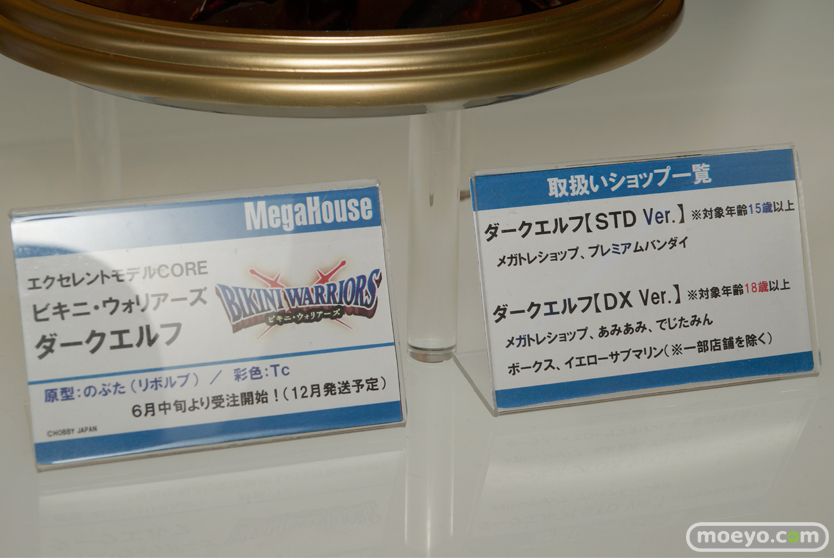 MegaHouse
エクセレントモデルCORE
ビキニ・ウォリアーズ
ダークエルフ
BIKINI WARRIORS
ビキニ・ウォリアーズ
原型:のぶた（リボルブ） ／ 彩色:Tc
6月中旬より受注開始！（12月発送予定）
©HOBBY JAPAN
取扱いショップ一覧
ダークエルフ【STD Ver.】 ※対象年齢15歳以上
メガトレショップ、プレミアムバンダイ
ダークエルフ【DX Ver.】 ※対象年齢18歳以上
メガトレショップ、あみあみ、でじたみん
ボークス、イエローサブマリン（※一部店舗を除く）
moeyo.com